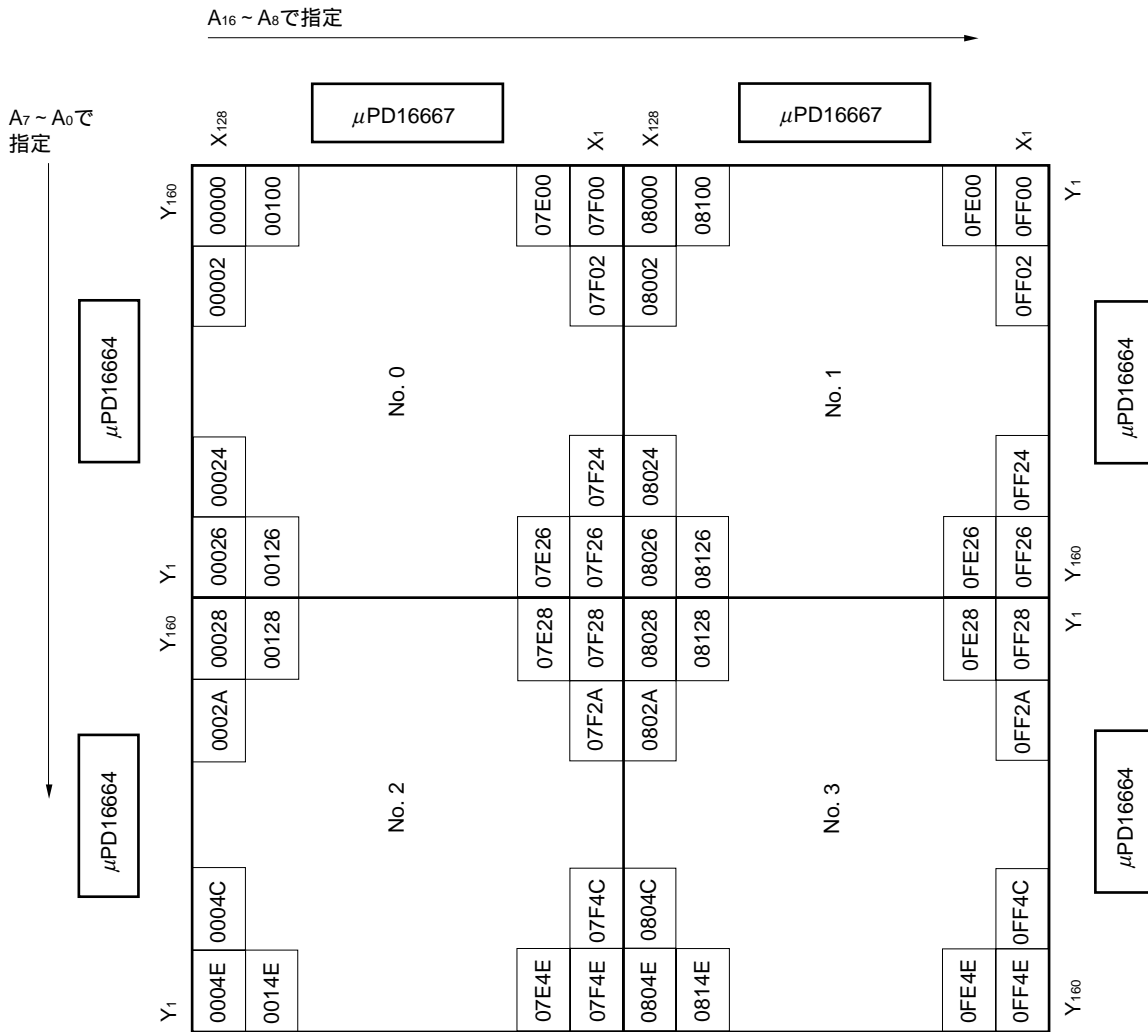 A16 ~ A8で指定
A7 ~ A0で
指定
X128 μPD16667 X1 X128 μPD16667 X1
Y160 00000 00100 07E00 07F00 08000 08100 0FE00 0FF00 Y1
00002 07F02 08002 0FF02
μPD16664 No. 0 No. 1 μPD16664
00024 07F24 08024 0FF24
Y1 00026 00126 07E26 07F26 08026 08126 0FE26 0FF26 Y160
Y160 00028 00128 07E28 07F28 08028 08128 0FE28 0FF28 Y1
0002A 07F2A 0802A 0FF2A
μPD16664 No. 2 No. 3 μPD16664
0004C 07F4C 0804C 0FF4C
Y1 0004E 0014E 07E4E 07F4E 0804E 0814E 0FE4E 0FF4E Y160